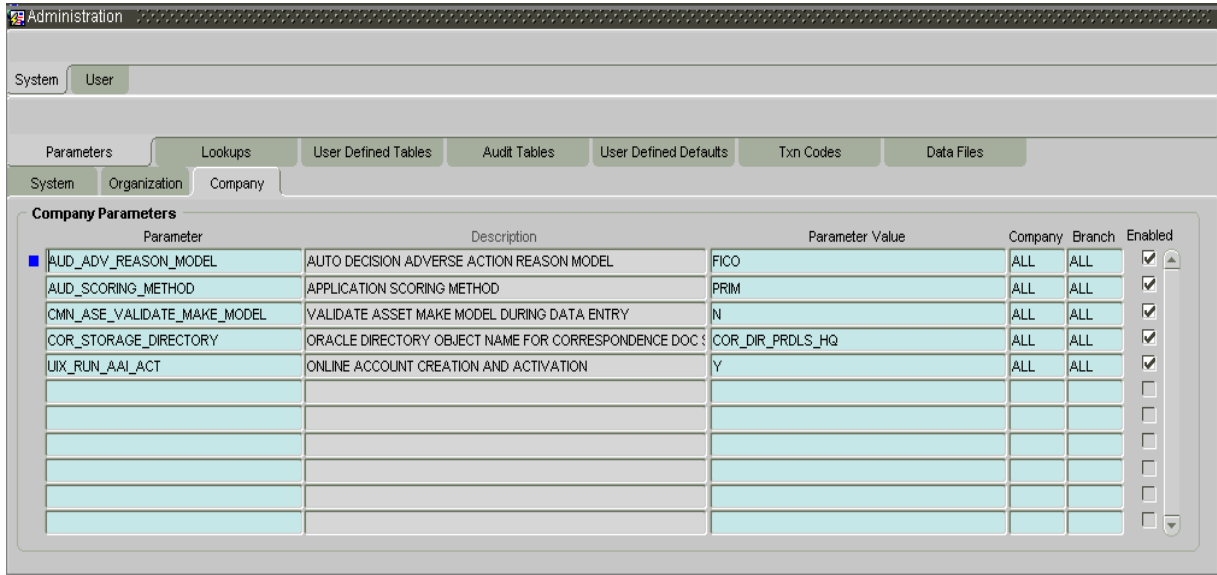 Administration
System User
Parameters Lookups User Defined Tables Audit Tables User Defined Defaults Txn Codes Data Files
System Organization Company
Company Parameters
Parameter Description Parameter Value Company Branch Enabled
AUD_ADV_REASON_MODEL AUTO DECISION ADVERSE ACTION REASON MODEL FICO ALL ALL
AUD_SCORING_METHOD APPLICATION SCORING METHOD PRIM ALL ALL
CMN_ASE_VALIDATE_MAKE_MODEL VALIDATE ASSET MAKE MODEL DURING DATA ENTRY N ALL ALL
COR_STORAGE_DIRECTORY ORACLE DIRECTORY OBJECT NAME FOR CORRESPONDENCE DOC COR_DIR_PRDLS_HQ ALL ALL
UIX_RUN_AAI_ACT ONLINE ACCOUNT CREATION AND ACTIVATION Y ALL ALL